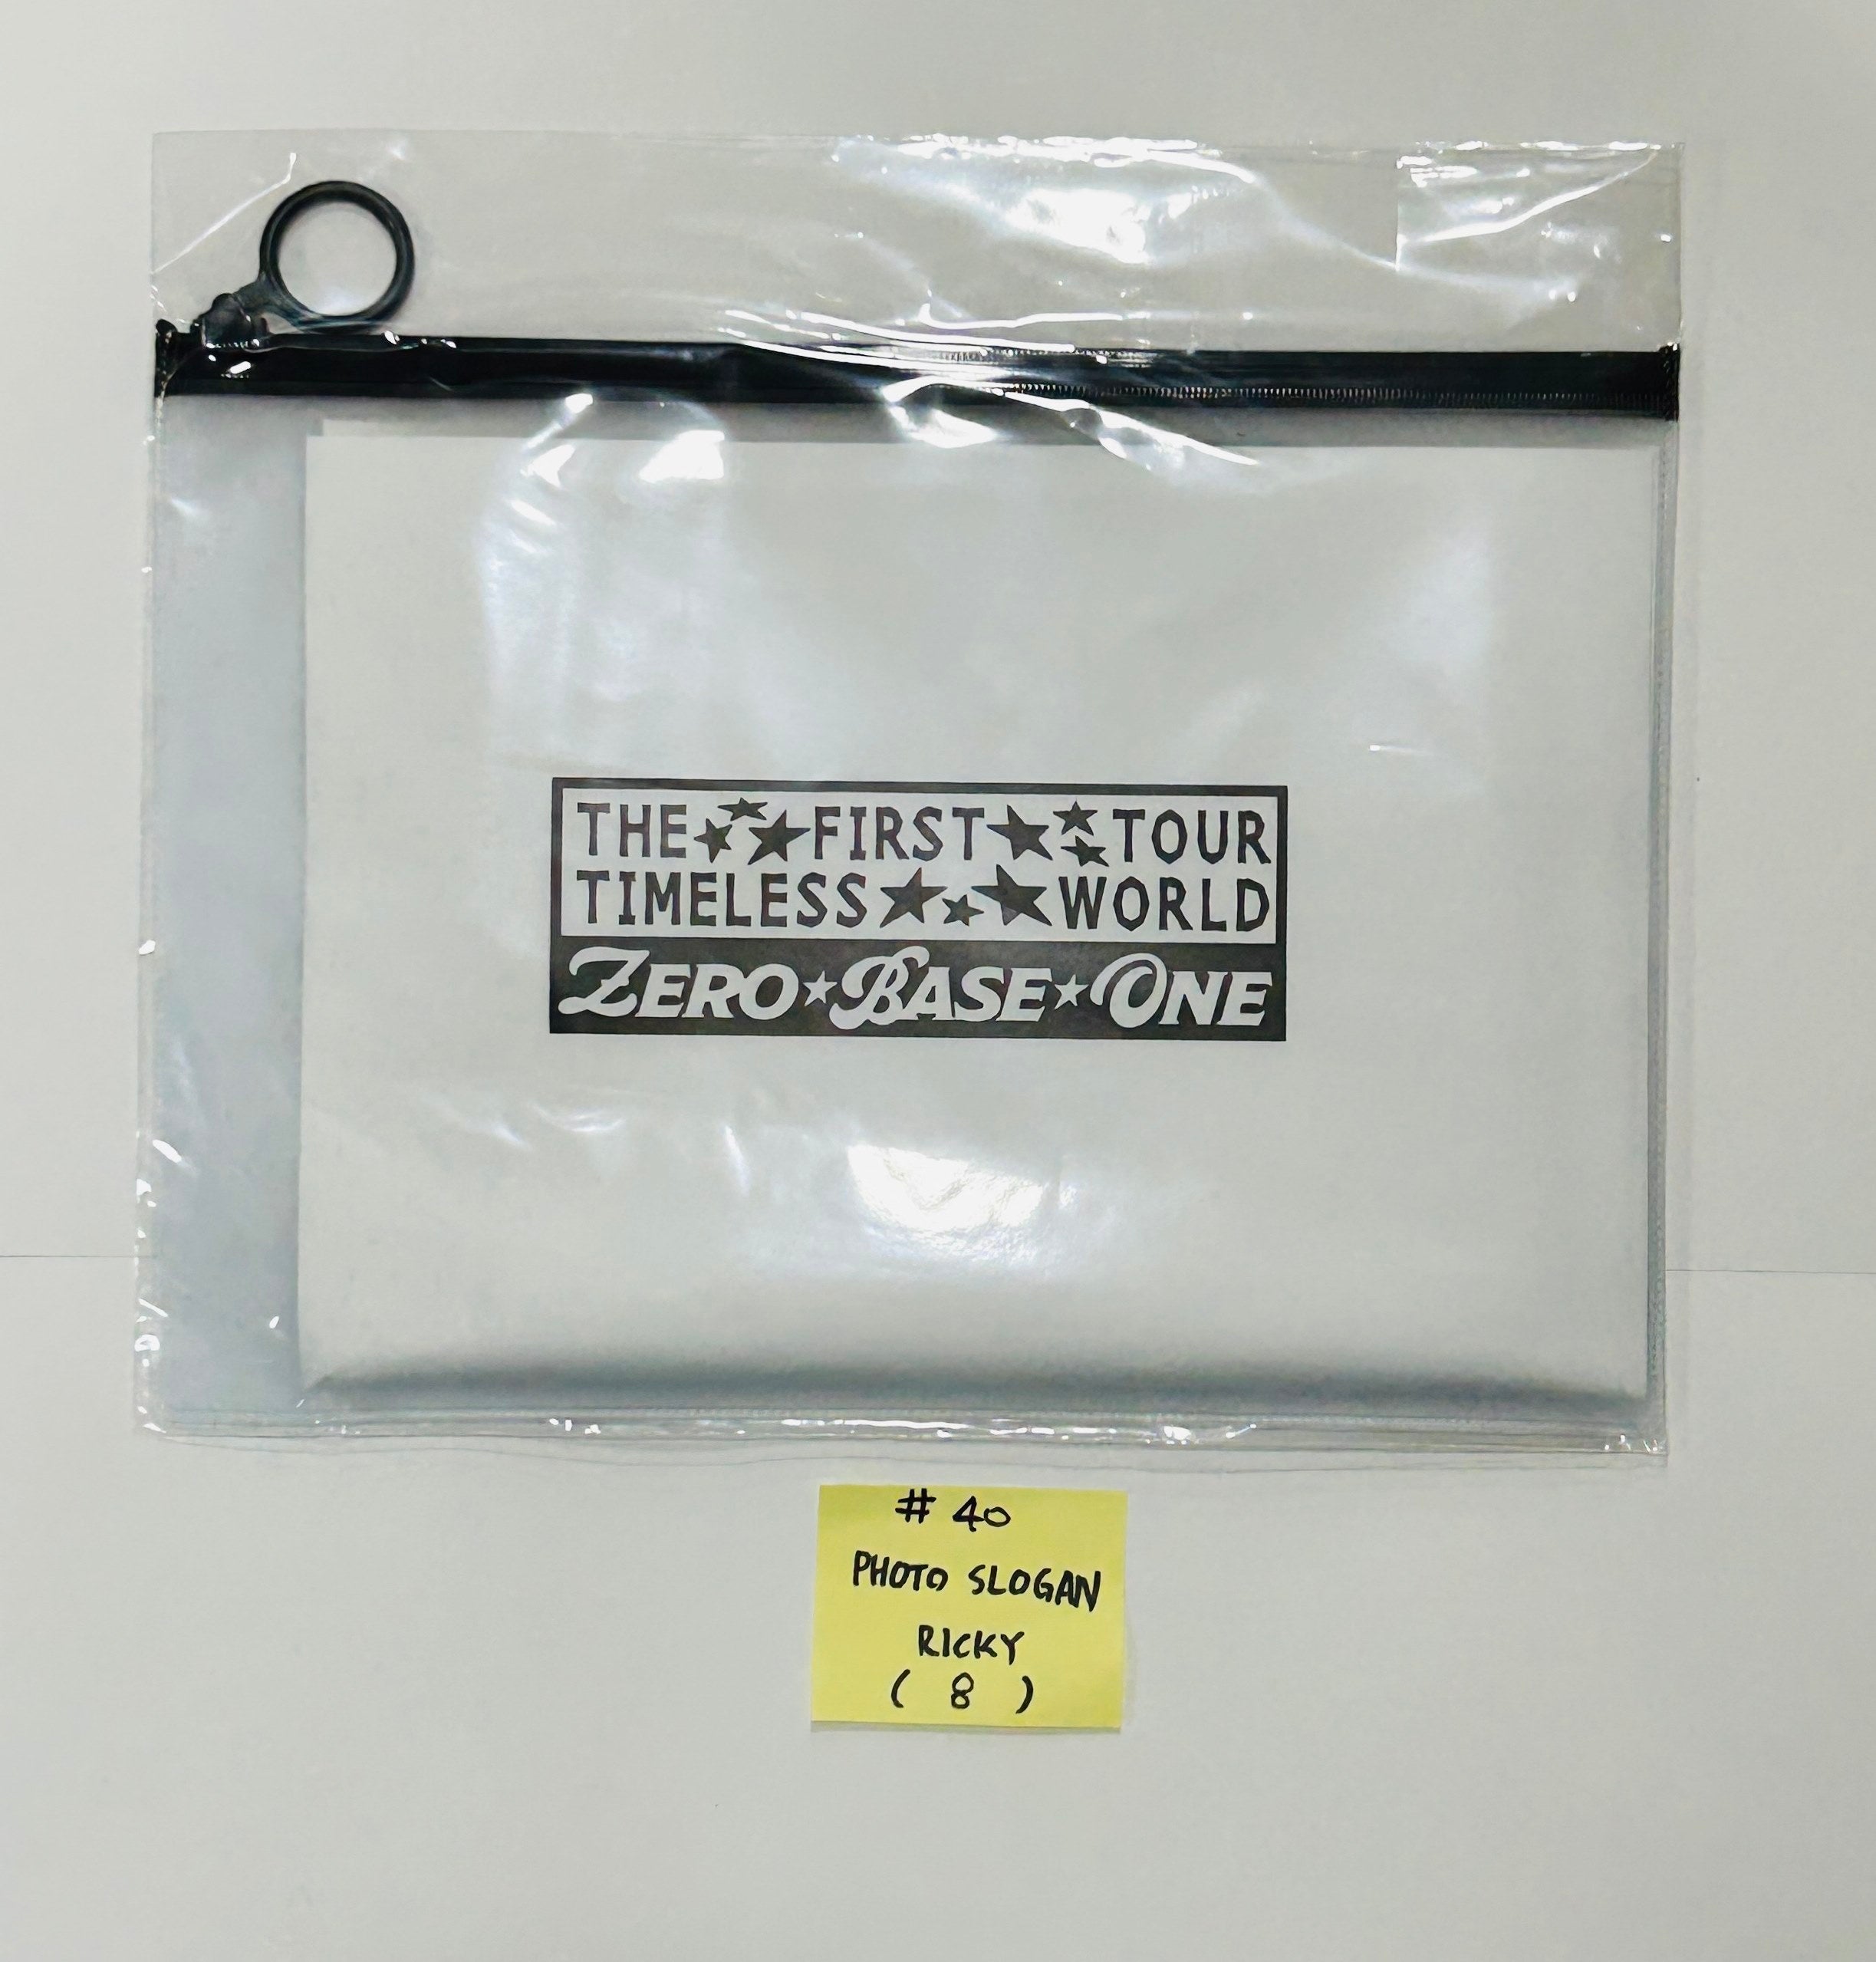 THE★★★FIRST★★★TOUR
TIMELESS★★★WORLD
ZERO★BASE★ONE
# 40
PHOTO SLOGAN
RICKY
( 8 )